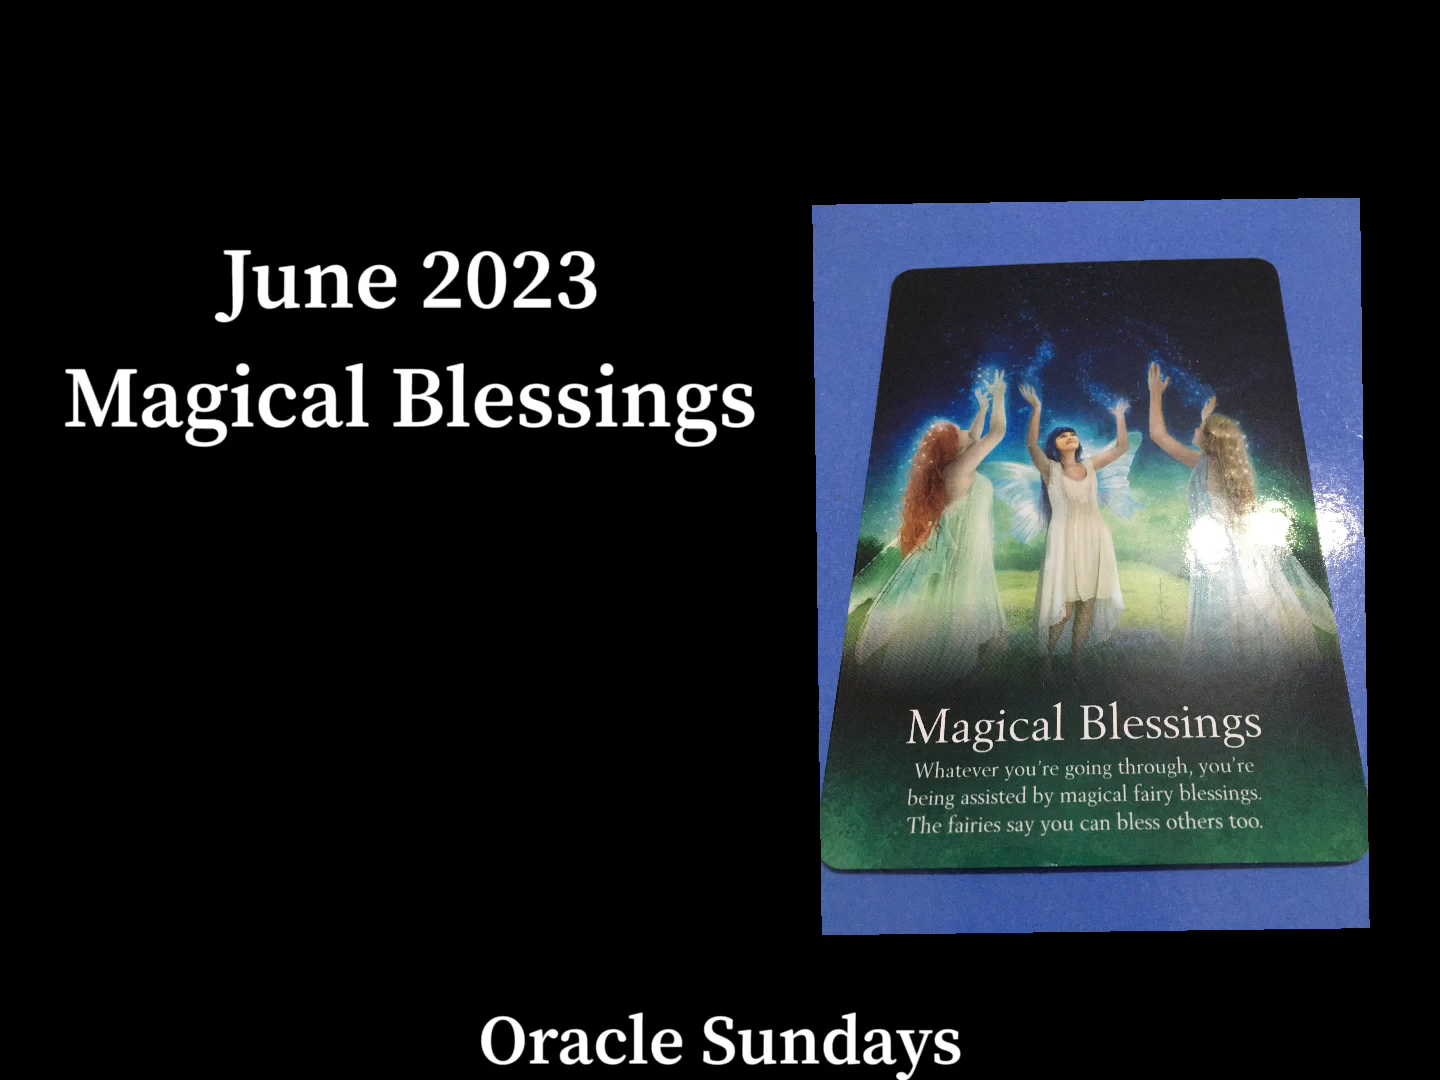 June 2023
Magical Blessings
Magical Blessings
Whatever you're going through, you're
being assisted by magical fairy blessings.
The fairies say you can bless others too.
Oracle Sundays